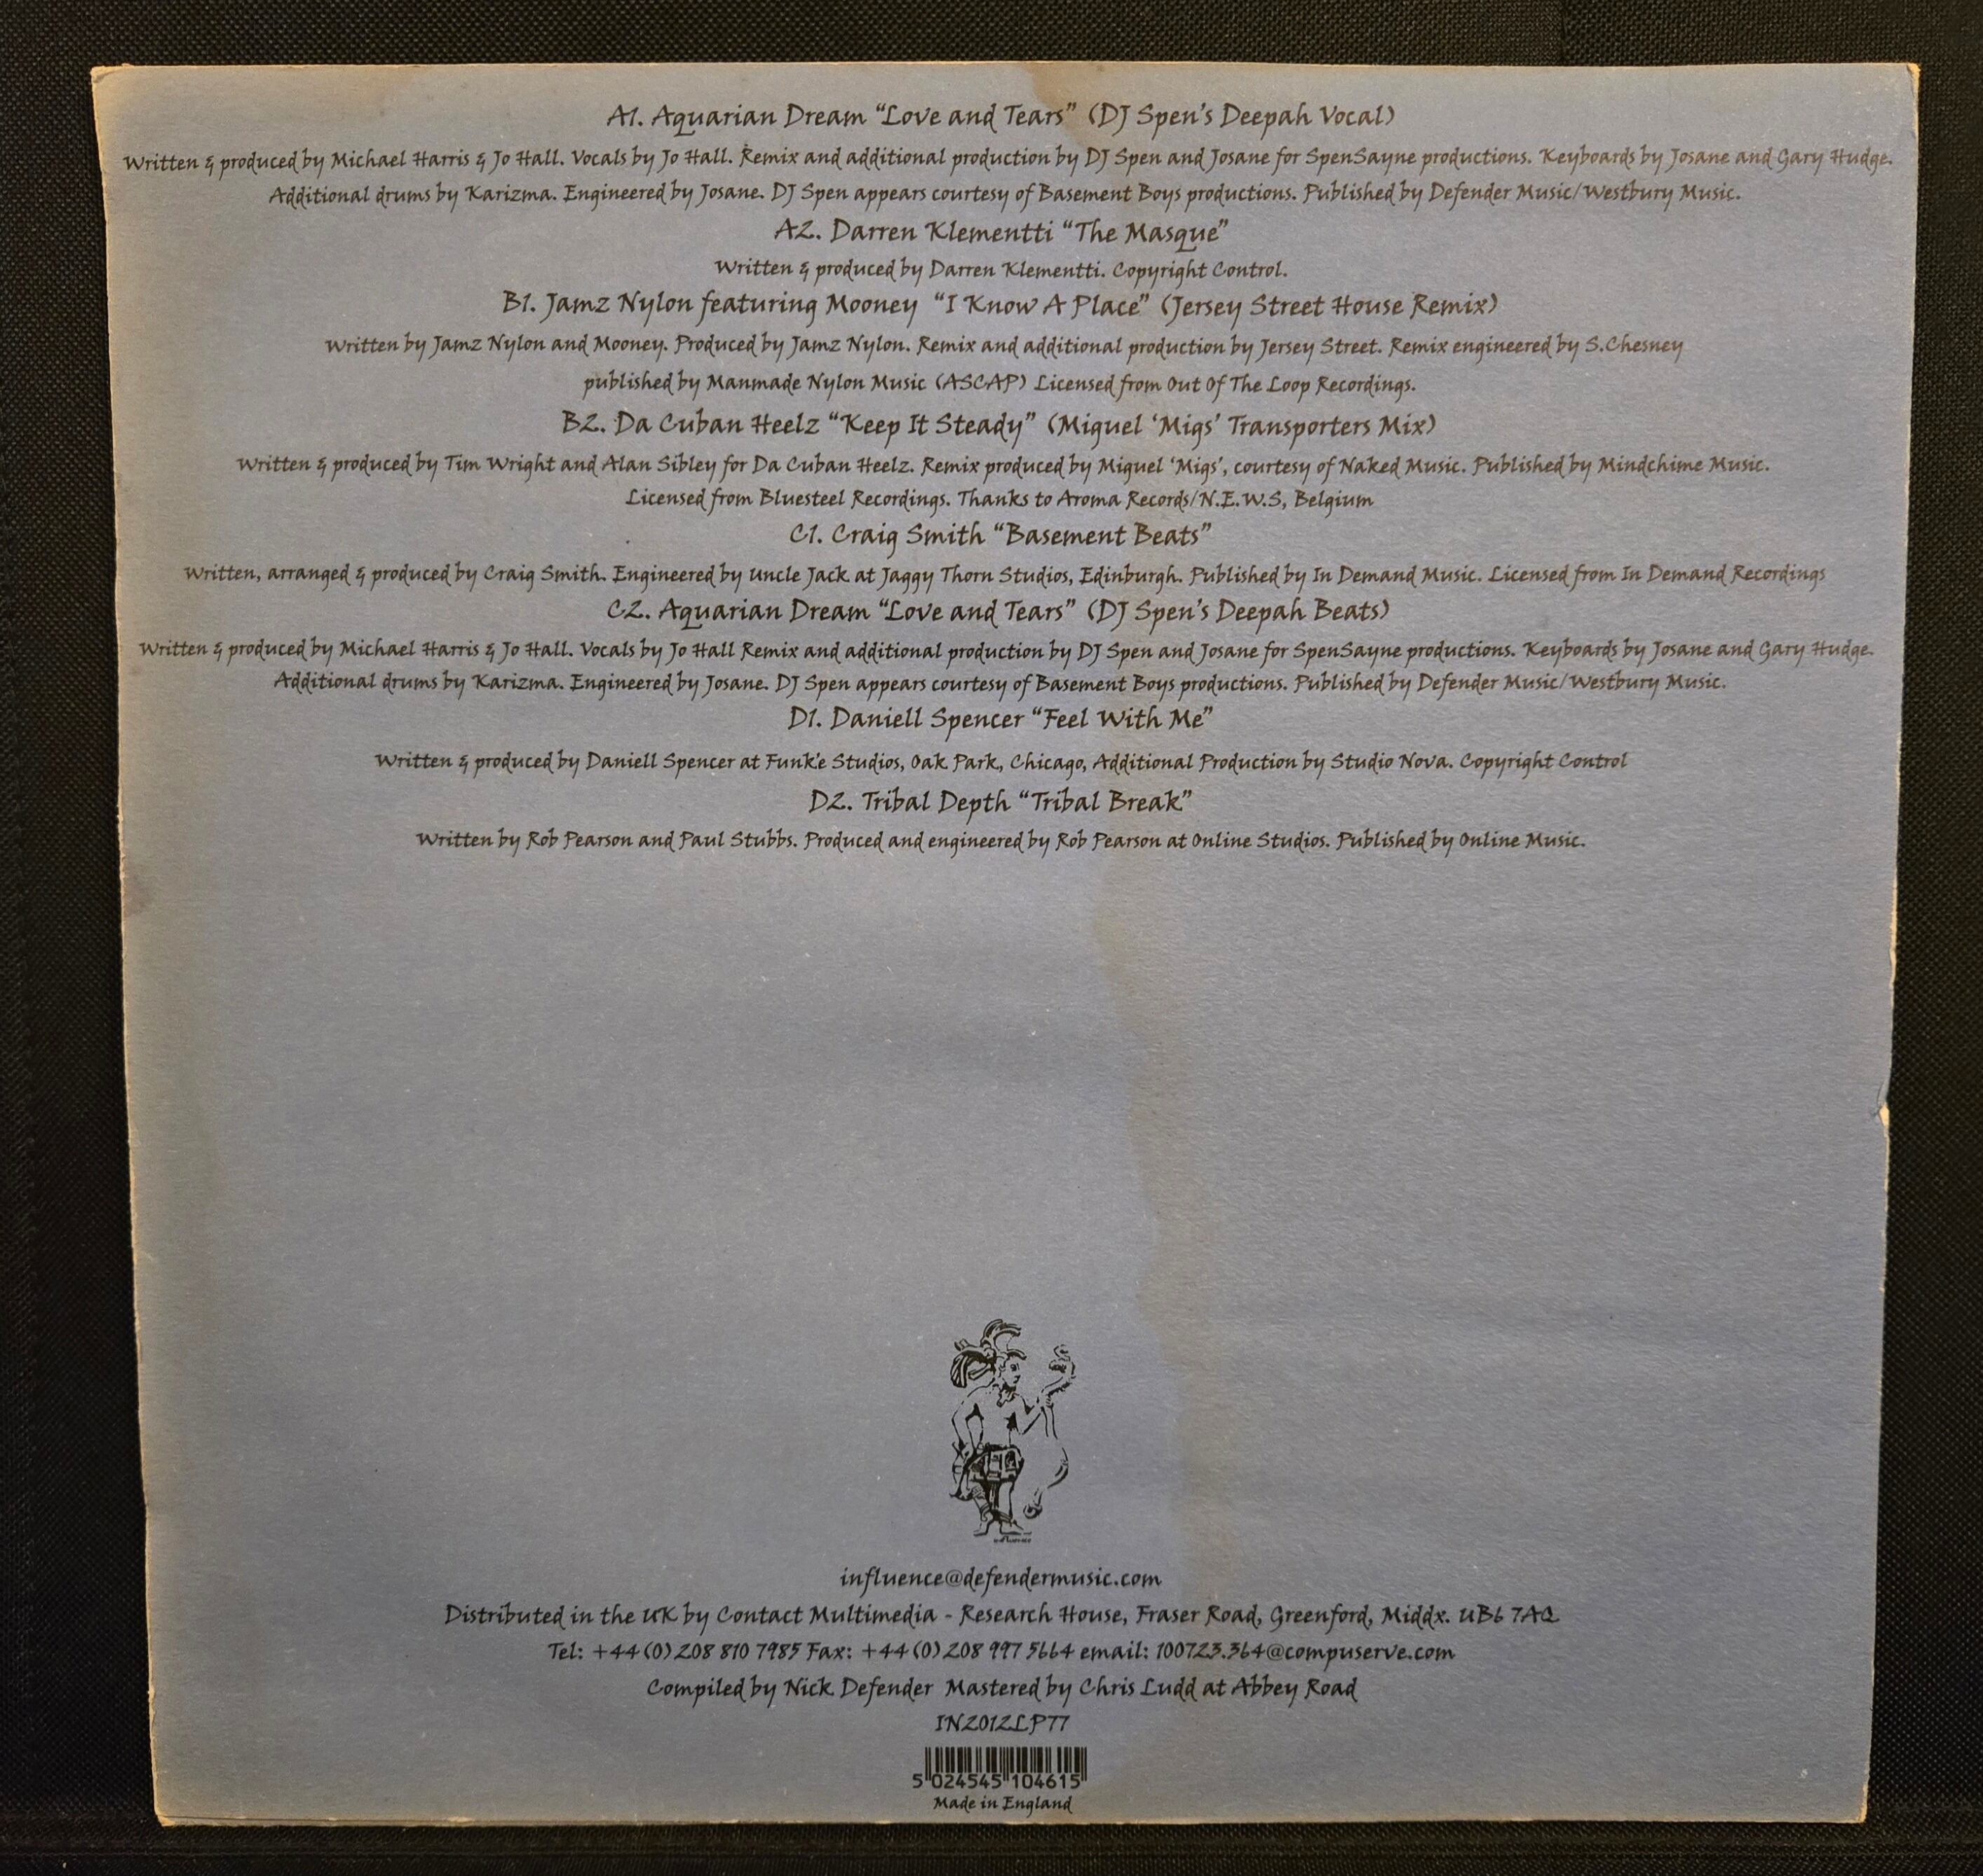 A1. Aquarian Dream “Love and Tears” (DJ Spen’s Deepah Vocal)
Written & produced by Michael Harris & Jo Hall. Vocals by Jo Hall. Remix and additional production by DJ Spen and Josane for SpenSayne productions. Keyboards by Josane and Gary Hudge.
Additional drums by Karizma. Engineered by Josane. DJ Spen appears courtesy of Basement Boys productions. Published by Defender Music/Westbury Music.
A2. Darren Klementti “The Masque”
Written & produced by Darren Klementti. Copyright Control.
B1. Jamz Nylon featuring Mooney “I Know A Place” (Jersey Street House Remix)
Written by Jamz Nylon and Mooney. Produced by Jamz Nylon. Remix and additional production by Jersey Street. Remix engineered by S.Chesney
published by Manmade Nylon Music (ASCAP) Licensed from Out Of The Loop Recordings.
B2. Da Cuban Heelz “Keep It Steady” (Miguel ‘Migs’ Transporters Mix)
Written & produced by Tim Wright and Alan Sibley for Da Cuban Heelz. Remix produced by Miguel ‘Migs’, courtesy of Naked Music. Published by Mindchime Music.
Licensed from Bluesteel Recordings. Thanks to Aroma Records/N.E.W.S, Belgium
C1. Craig Smith “Basement Beats”
Written, arranged & produced by Craig Smith. Engineered by Uncle Jack at Jaggy Thorn Studios, Edinburgh. Published by In Demand Music. Licensed from In Demand Recordings
C2. Aquarian Dream “Love and Tears” (DJ Spen’s Deepah Beats)
Written & produced by Michael Harris & Jo Hall. Vocals by Jo Hall Remix and additional production by DJ Spen and Josane for SpenSayne productions. Keyboards by Josane and Gary Hudge.
Additional drums by Karizma. Engineered by Josane. DJ Spen appears courtesy of Basement Boys productions. Published by Defender Music/Westbury Music.
D1. Daniell Spencer “Feel With Me”
Written & produced by Daniell Spencer at Funk'e Studios, Oak Park, Chicago, Additional Production by Studio Nova. Copyright Control
D2. Tribal Depth “Tribal Break”
Written by Rob Pearson and Paul Stubbs. Produced and engineered by Rob Pearson at Online Studios. Published by Online Music.
influence
influence@defendermusic.com
Distributed in the UK by Contact Multimedia - Research House, Fraser Road, Greenford, Middx. UB6 7AQ
Tel: +44 (0) 208 810 7985 Fax: +44 (0) 208 997 5664 email: 100723.364@compuserve.com
Compiled by Nick Defender Mastered by Chris Ludd at Abbey Road
IN2012LP77
5 024545 104615
Made in England